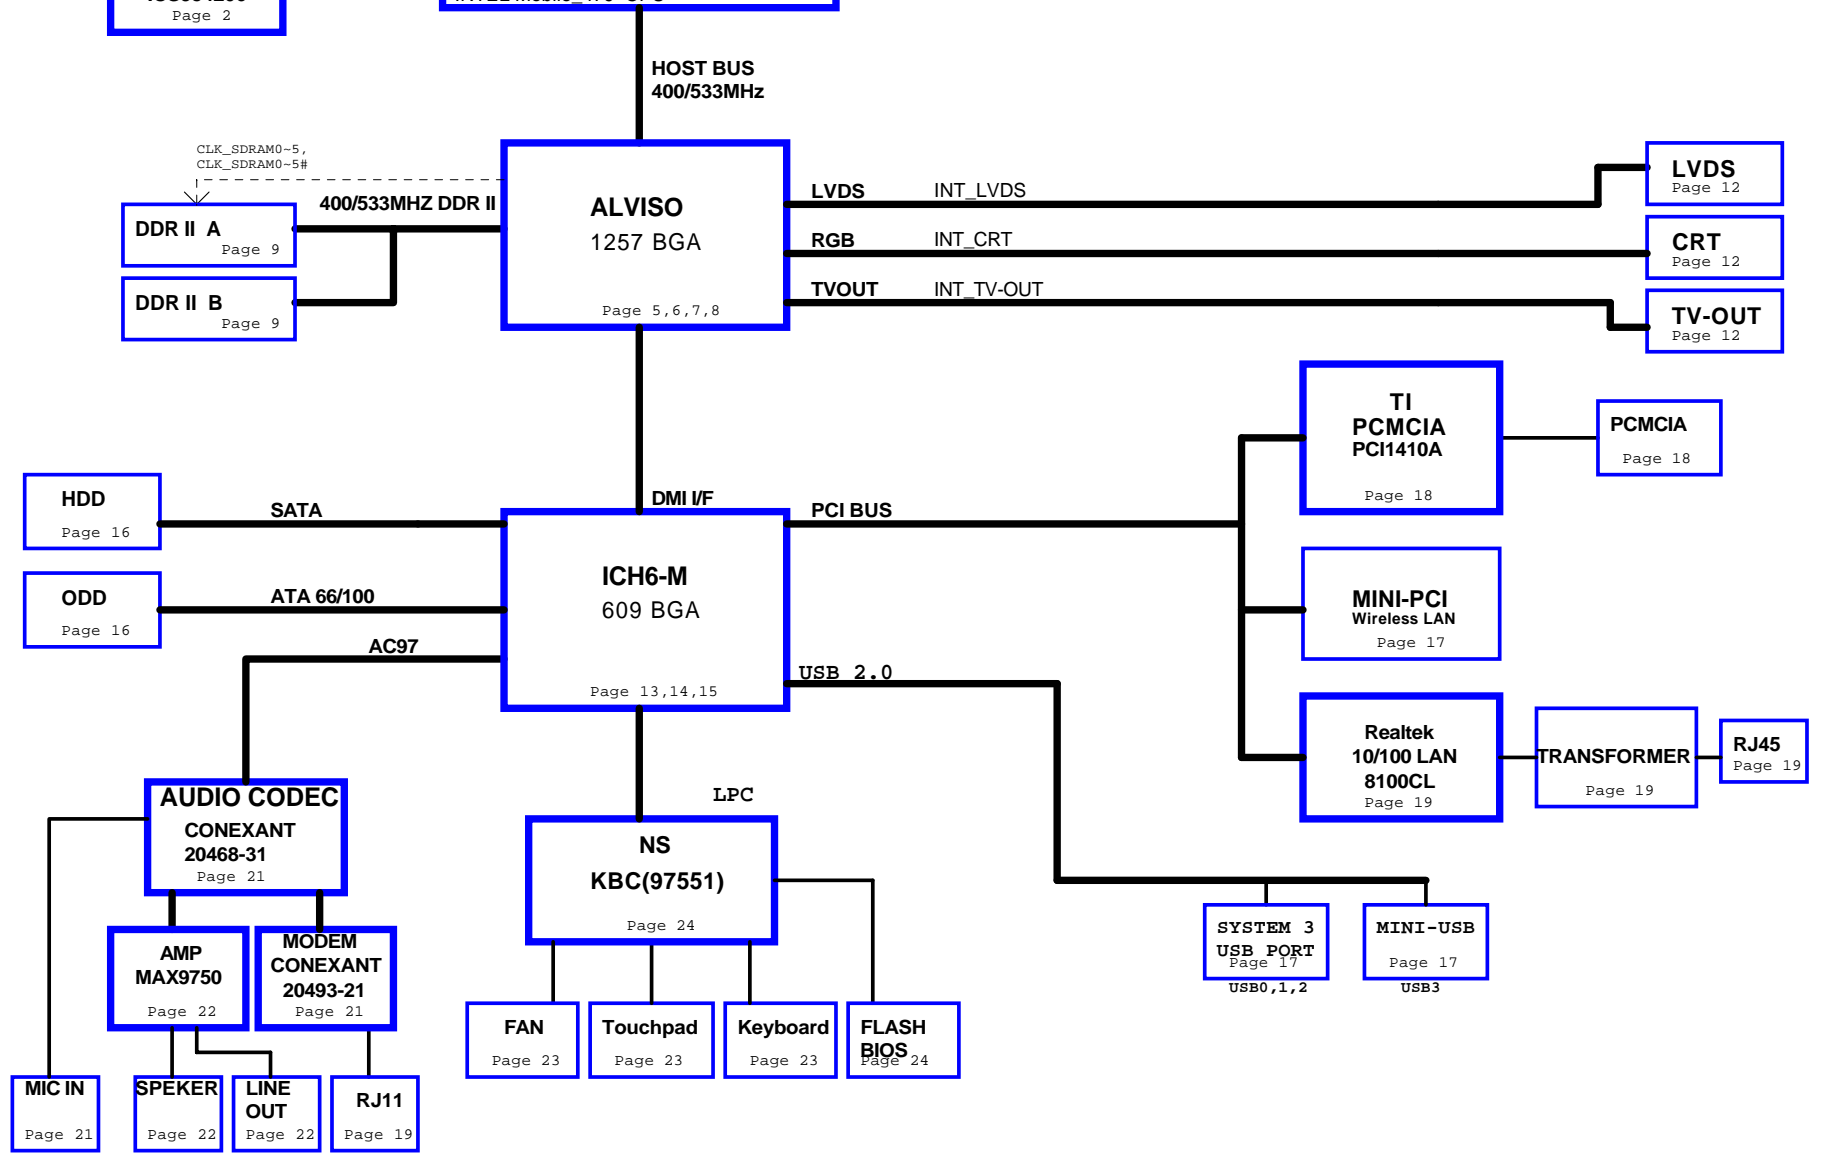 Page 2
HOST BUS
400/533MHz
CLK_SDRAM0~5,
CLK_SDRAM0~5#
400/533MHZ DDR II
DDR II A
Page 9
DDR II B
Page 9
ALVISO
1257 BGA
Page 5,6,7,8
LVDS INT_LVDS
RGB INT_CRT
TVOUT INT_TV-OUT
LVDS
Page 12
CRT
Page 12
TV-OUT
Page 12
TI
PCMCIA
PCI1410A
Page 18
PCMCIA
Page 18
HDD
Page 16
SATA
DMI I/F
PCI BUS
ODD
Page 16
ATA 66/100
AC97
ICH6-M
609 BGA
Page 13,14,15
USB 2.0
MINI-PCI
Wireless LAN
Page 17
Realtek
10/100 LAN
8100CL
Page 19
TRANSFORMER
Page 19
RJ45
Page 19
AUDIO CODEC
CONEXANT
20468-31
Page 21
LPC
NS
KBC(97551)
Page 24
AMP
MAX9750
Page 22
MODEM
CONEXANT
20493-21
Page 21
SYSTEM 3
USB PORT
Page 17
USB0,1,2
MINI-USB
Page 17
USB3
FAN
Page 23
Touchpad
Page 23
Keyboard
Page 23
FLASH
BIOS
Page 24
MIC IN
Page 21
SPEKER
Page 22
LINE
OUT
Page 22
RJ11
Page 19